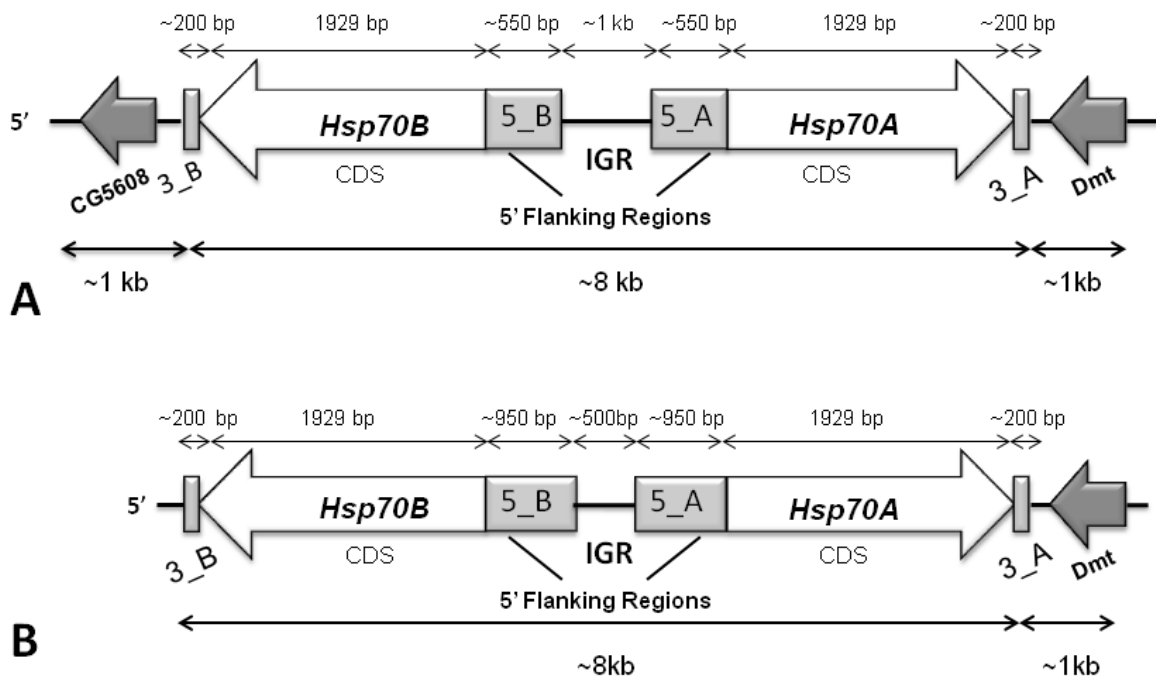 ~200 bp 1929 bp ~550 bp ~1 kb ~550 bp 1929 bp ~200 bp
5’ Hsp70B 5_B 5_A Hsp70A
IGR
CDS CDS
CG5608 3_B 3_A Dmt
5’ Flanking Regions
~1 kb ~8 kb ~1kb
A
~200 bp 1929 bp ~950 bp ~500bp ~950 bp 1929 bp ~200 bp
5’ Hsp70B 5_B 5_A Hsp70A
IGR
CDS CDS
3_B 3_A Dmt
5’ Flanking Regions
B
~8kb ~1kb